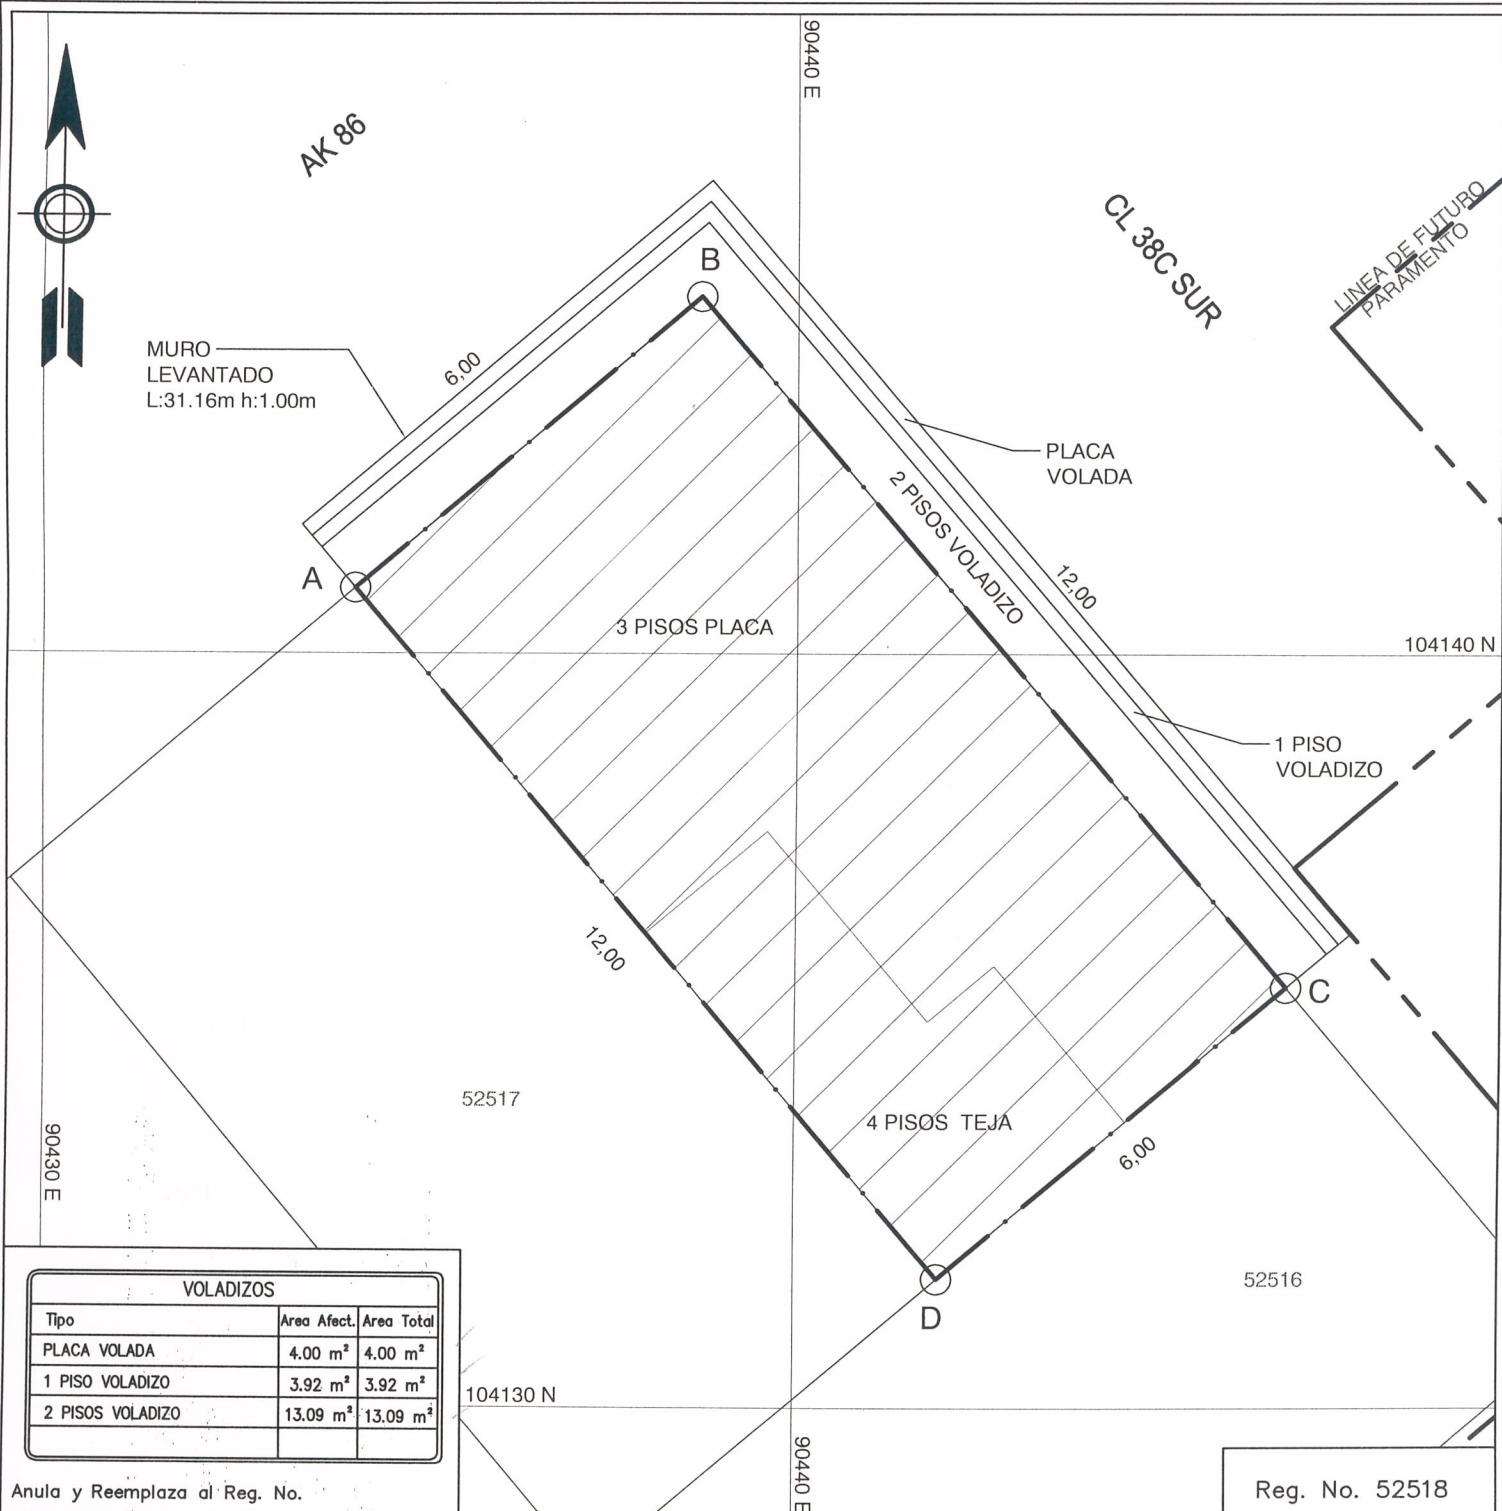 90440 E
AK 86
CL 38C SUR
LINEA DE FUTURO
PARAMENTO
B
MURO
LEVANTADO
L:31.16m h:1.00m
6,00
PLACA
VOLADA
2 PISOS VOLADIZO
12,00
A
3 PISOS PLACA
104140 N
1 PISO
VOLADIZO
12,00
C
52517
4 PISOS TEJA
6,00
90430 E
52516
D
VOLADIZOS
Tipo Area Afect. Area Total
PLACA VOLADA 4.00 m² 4.00 m²
1 PISO VOLADIZO 3.92 m² 3.92 m²
2 PISOS VOLADIZO 13.09 m² 13.09 m²
104130 N
90440 E
Anula y Reemplaza al Reg. No.
Reg. No. 52518